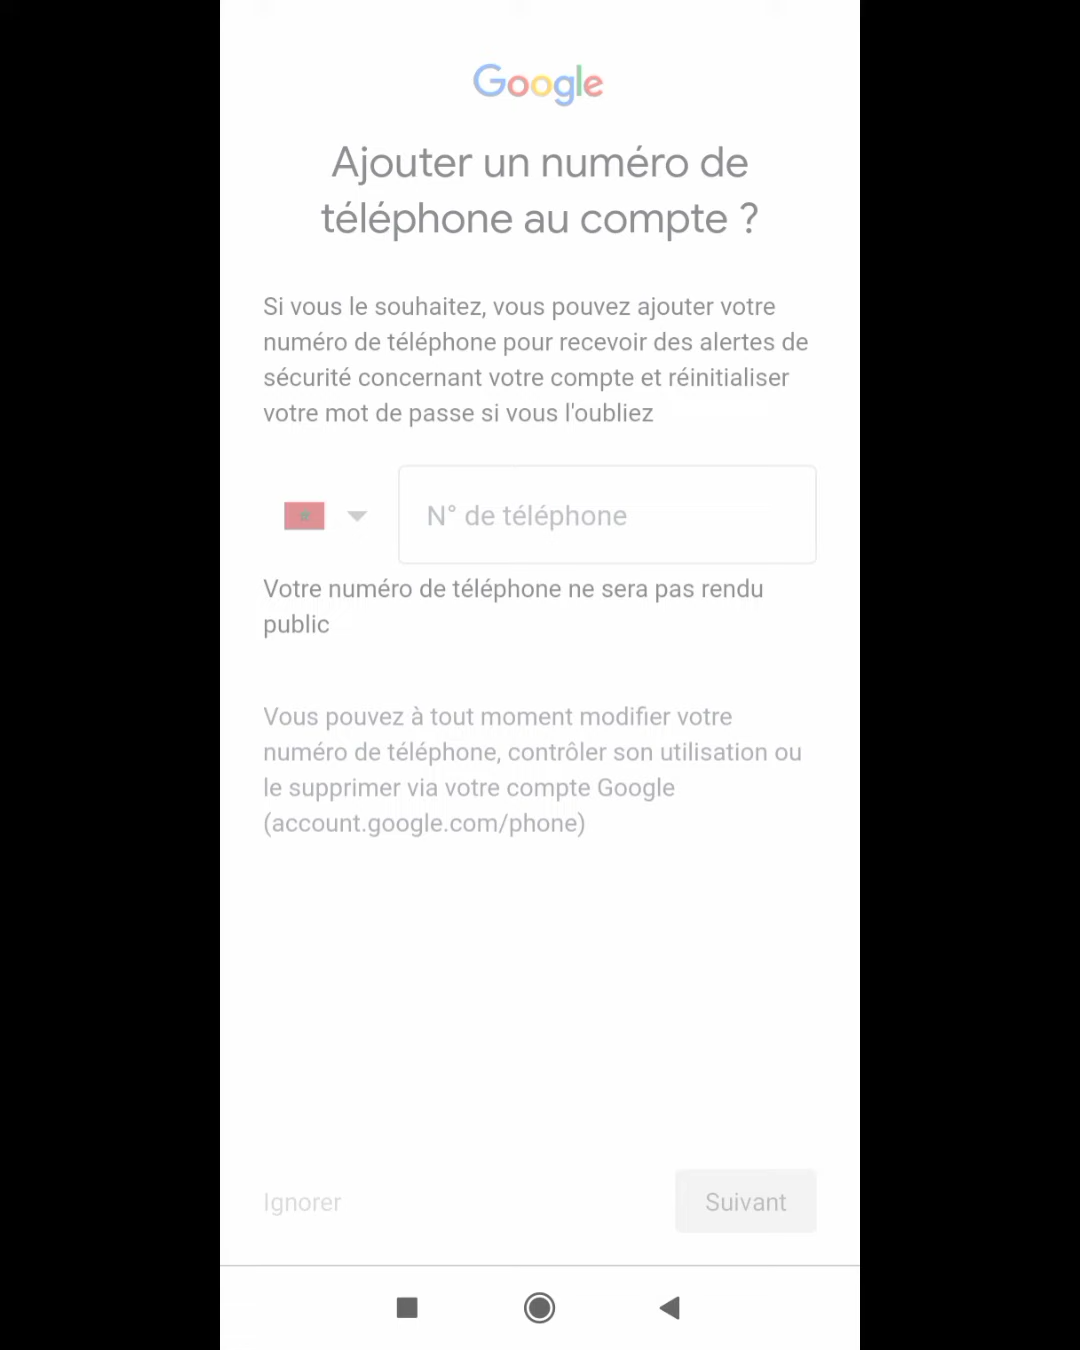 Google
Ajouter un numéro de
téléphone au compte ?
Si vous le souhaitez, vous pouvez ajouter votre
numéro de téléphone pour recevoir des alertes de
sécurité concernant votre compte et réinitialiser
votre mot de passe si vous l'oubliez
N° de téléphone
Votre numéro de téléphone ne sera pas rendu
public
Vous pouvez à tout moment modifier votre
numéro de téléphone, contrôler son utilisation ou
le supprimer via votre compte Google
(account.google.com/phone)
Ignorer
Suivant